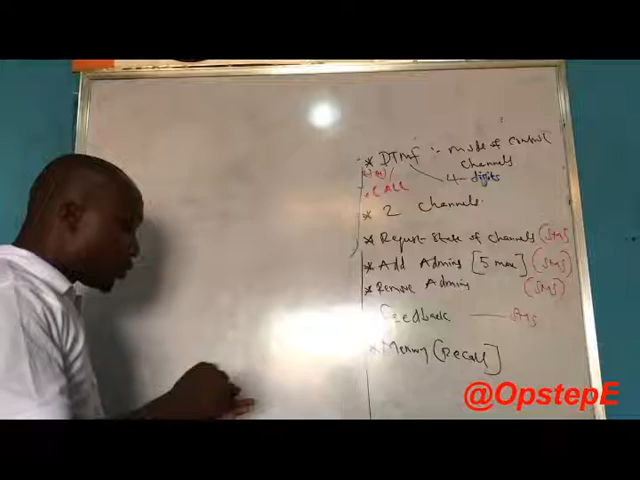 * DTMF :- mode of control
channels
4-digits
CALL
* 2 channels.
* Request State of channels (SMS)
* Add Admins [5 max] (SMS)
* Remove Admins (SMS)
Feedback — SMS
* Memory (Recall]
@OpstepE